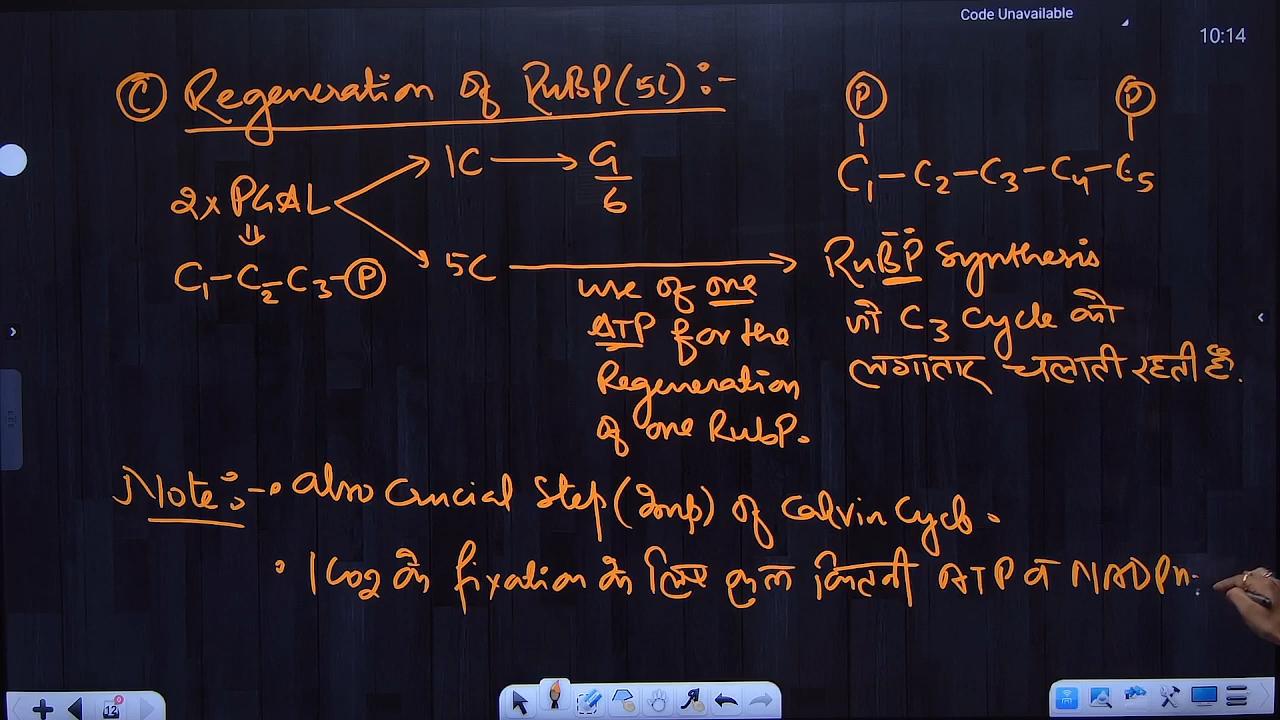 Code Unavailable
10:14
C Regeneration of RuBP(5C) :-
2x PGAL
1C → G/6
5C →
C1-C2-C3-P
use of one
ATP for the
Regeneration
of one RubP.
P P
C1-C2-C3-C4-C5
RuBP Synthesis
जो C3 Cycle को
लगातार चलाती रहती है.
Note:- • Also Crucial Step (Imp) of Calvin Cycle.
• 1CO2 के fixation के लिए कुल कितनी ATP व NADPH
12